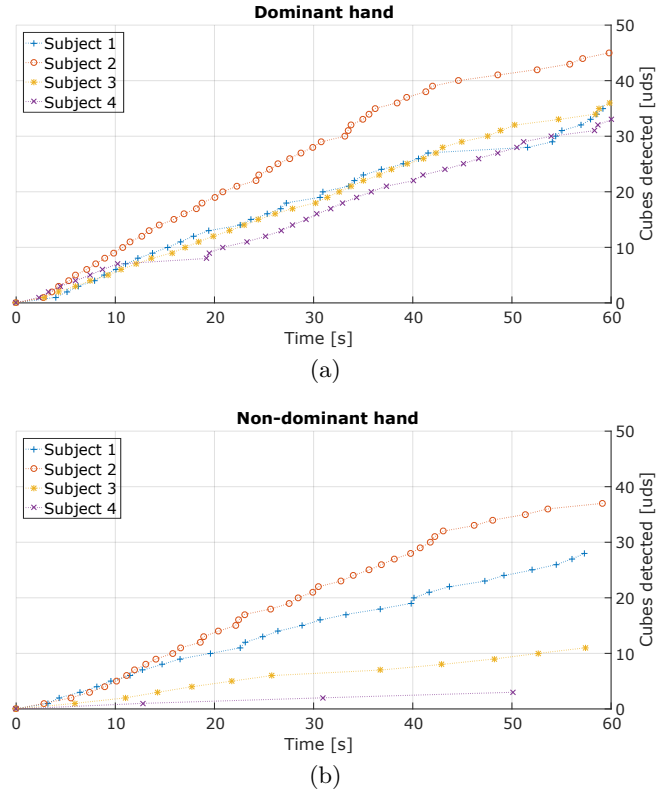 Dominant hand
Subject 1
Subject 2
Subject 3
Subject 4
50
40
30
20
10
0
Cubes detected [uds]
0 10 20 30 40 50 60
Time [s]
(a)
Non-dominant hand
Subject 1
Subject 2
Subject 3
Subject 4
50
40
30
20
10
0
Cubes detected [uds]
0 10 20 30 40 50 60
Time [s]
(b)